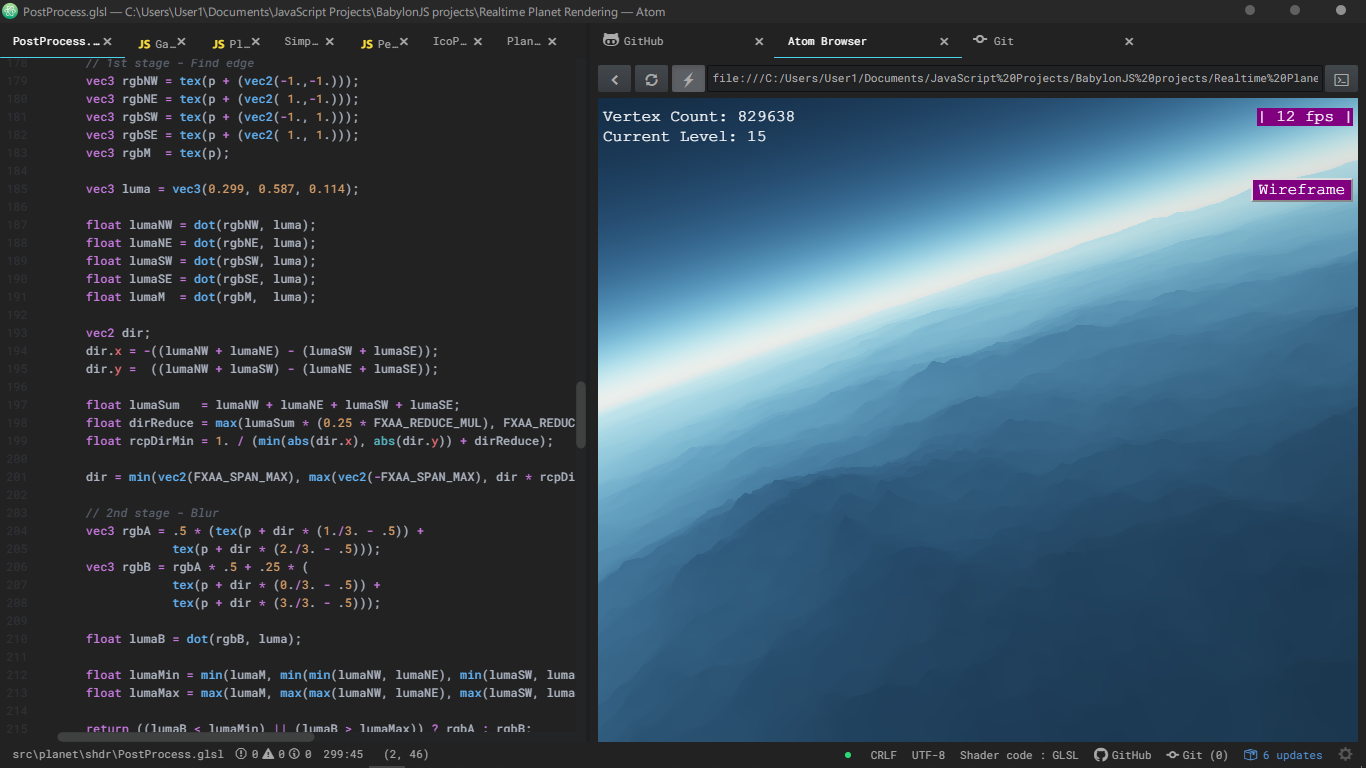 PostProcess.glsl — C:\Users\User1\Documents\JavaScript Projects\BabylonJS projects\Realtime Planet Rendering — Atom
PostProcess.... JS Ga... JS Pl... Simp... JS Pe... IcoP... Plan...
GitHub Atom Browser Git
file:///C:/Users/User1/Documents/JavaScript%20Projects/BabylonJS%20projects/Realtime%20Plane
178 // 1st stage - Find edge
179 vec3 rgbNW = tex(p + (vec2(-1.,-1.)));
180 vec3 rgbNE = tex(p + (vec2( 1.,-1.)));
181 vec3 rgbSW = tex(p + (vec2(-1., 1.)));
182 vec3 rgbSE = tex(p + (vec2( 1., 1.)));
183 vec3 rgbM  = tex(p);
184
185 vec3 luma = vec3(0.299, 0.587, 0.114);
186
187 float lumaNW = dot(rgbNW, luma);
188 float lumaNE = dot(rgbNE, luma);
189 float lumaSW = dot(rgbSW, luma);
190 float lumaSE = dot(rgbSE, luma);
191 float lumaM  = dot(rgbM,  luma);
192
193 vec2 dir;
194 dir.x = -((lumaNW + lumaNE) - (lumaSW + lumaSE));
195 dir.y =  ((lumaNW + lumaSW) - (lumaNE + lumaSE));
196
197 float lumaSum   = lumaNW + lumaNE + lumaSW + lumaSE;
198 float dirReduce = max(lumaSum * (0.25 * FXAA_REDUCE_MUL), FXAA_REDUC
199 float rcpDirMin = 1. / (min(abs(dir.x), abs(dir.y)) + dirReduce);
200
201 dir = min(vec2(FXAA_SPAN_MAX), max(vec2(-FXAA_SPAN_MAX), dir * rcpDi
202
203 // 2nd stage - Blur
204 vec3 rgbA = .5 * (tex(p + dir * (1./3. - .5)) +
205 tex(p + dir * (2./3. - .5)));
206 vec3 rgbB = rgbA * .5 + .25 * (
207 tex(p + dir * (0./3. - .5)) +
208 tex(p + dir * (3./3. - .5)));
209
210 float lumaB = dot(rgbB, luma);
211
212 float lumaMin = min(lumaM, min(min(lumaNW, lumaNE), min(lumaSW, luma
213 float lumaMax = max(lumaM, max(max(lumaNW, lumaNE), max(lumaSW, luma
214
215 return ((lumaB < lumaMin) || (lumaB > lumaMax)) ? rgbA : rgbB;
Vertex Count: 829638
Current Level: 15
| 12 fps |
Wireframe
src\planet\shdr\PostProcess.glsl 0 0 0 299:45 (2, 46)
CRLF UTF-8 Shader code : GLSL GitHub Git (0) 6 updates